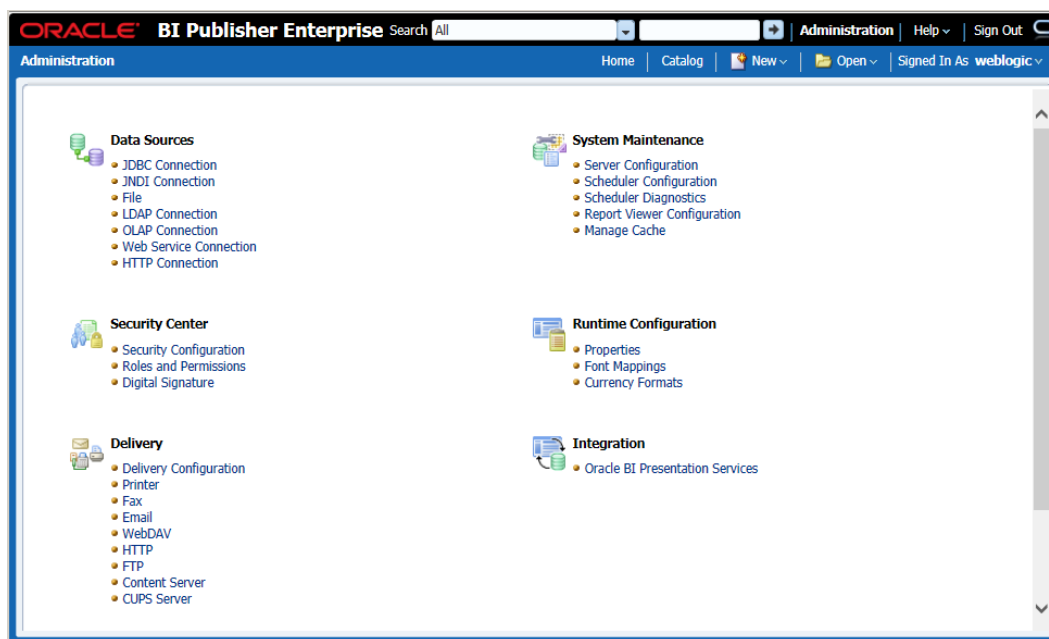 ORACLE BI Publisher Enterprise Search All Administration Help Sign Out
Administration Home Catalog New Open Signed In As weblogic
Data Sources
JDBC Connection
JNDI Connection
File
LDAP Connection
OLAP Connection
Web Service Connection
HTTP Connection
System Maintenance
Server Configuration
Scheduler Configuration
Scheduler Diagnostics
Report Viewer Configuration
Manage Cache
Security Center
Security Configuration
Roles and Permissions
Digital Signature
Runtime Configuration
Properties
Font Mappings
Currency Formats
Delivery
Delivery Configuration
Printer
Fax
Email
WebDAV
HTTP
FTP
Content Server
CUPS Server
Integration
Oracle BI Presentation Services